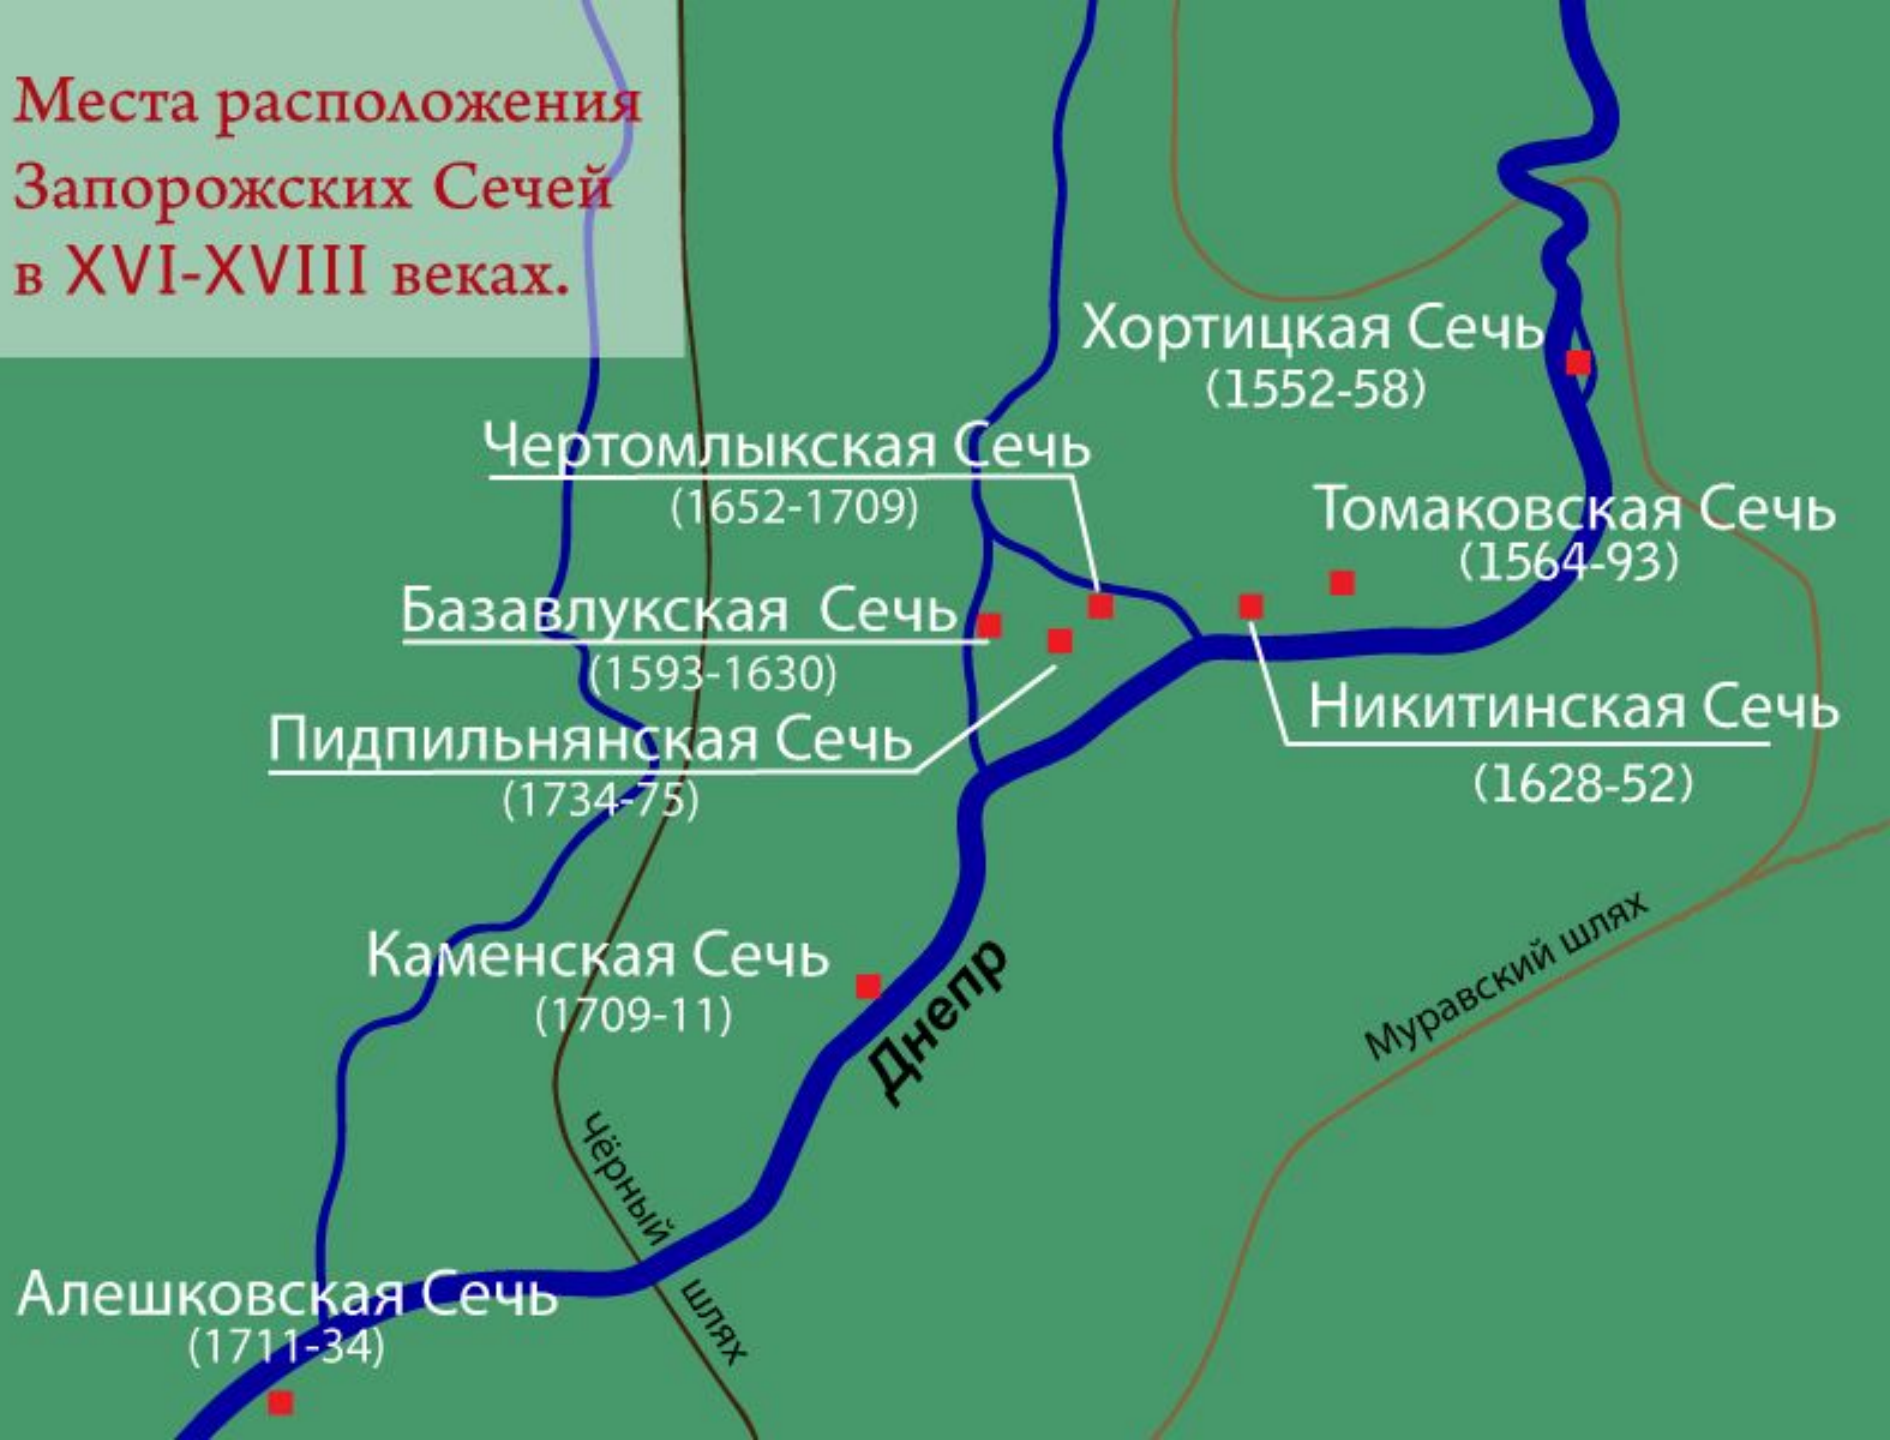 Места расположения
Запорожских Сечей
в XVI-XVIII веках.
Хортицкая Сечь
(1552-58)
Чертомлыкская Сечь
(1652-1709)
Томаковская Сечь
(1564-93)
Базавлукская Сечь
(1593-1630)
Никитинская Сечь
(1628-52)
Пидпильнянская Сечь
(1734-75)
Каменская Сечь
(1709-11)
Днепр
Муравский шлях
Чёрный шлях
Алешковская Сечь
(1711-34)